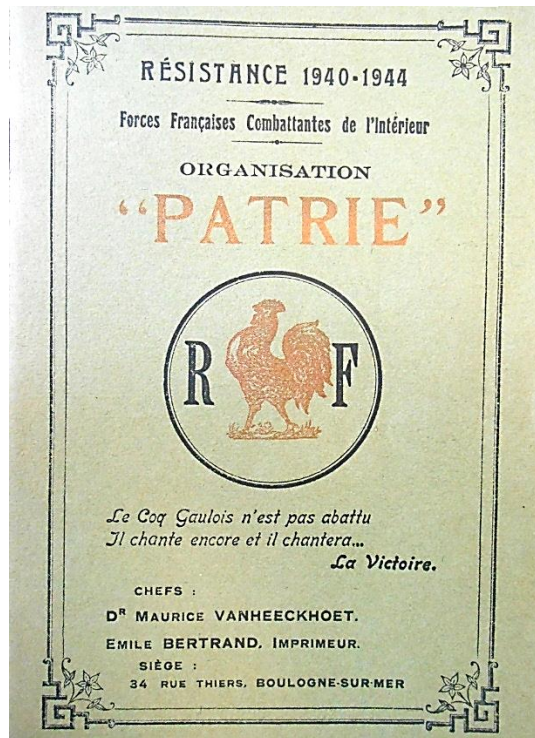 RÉSISTANCE 1940-1944
Forces Françaises Combattantes de l'Intérieur
ORGANISATION
“PATRIE”
R F
Le Coq Gaulois n'est pas abattu
Il chante encore et il chantera...
La Victoire.
CHEFS :
DR MAURICE VANHEECKHOET.
EMILE BERTRAND, IMPRIMEUR.
SIÈGE :
34 RUE THIERS, BOULOGNE-SUR-MER